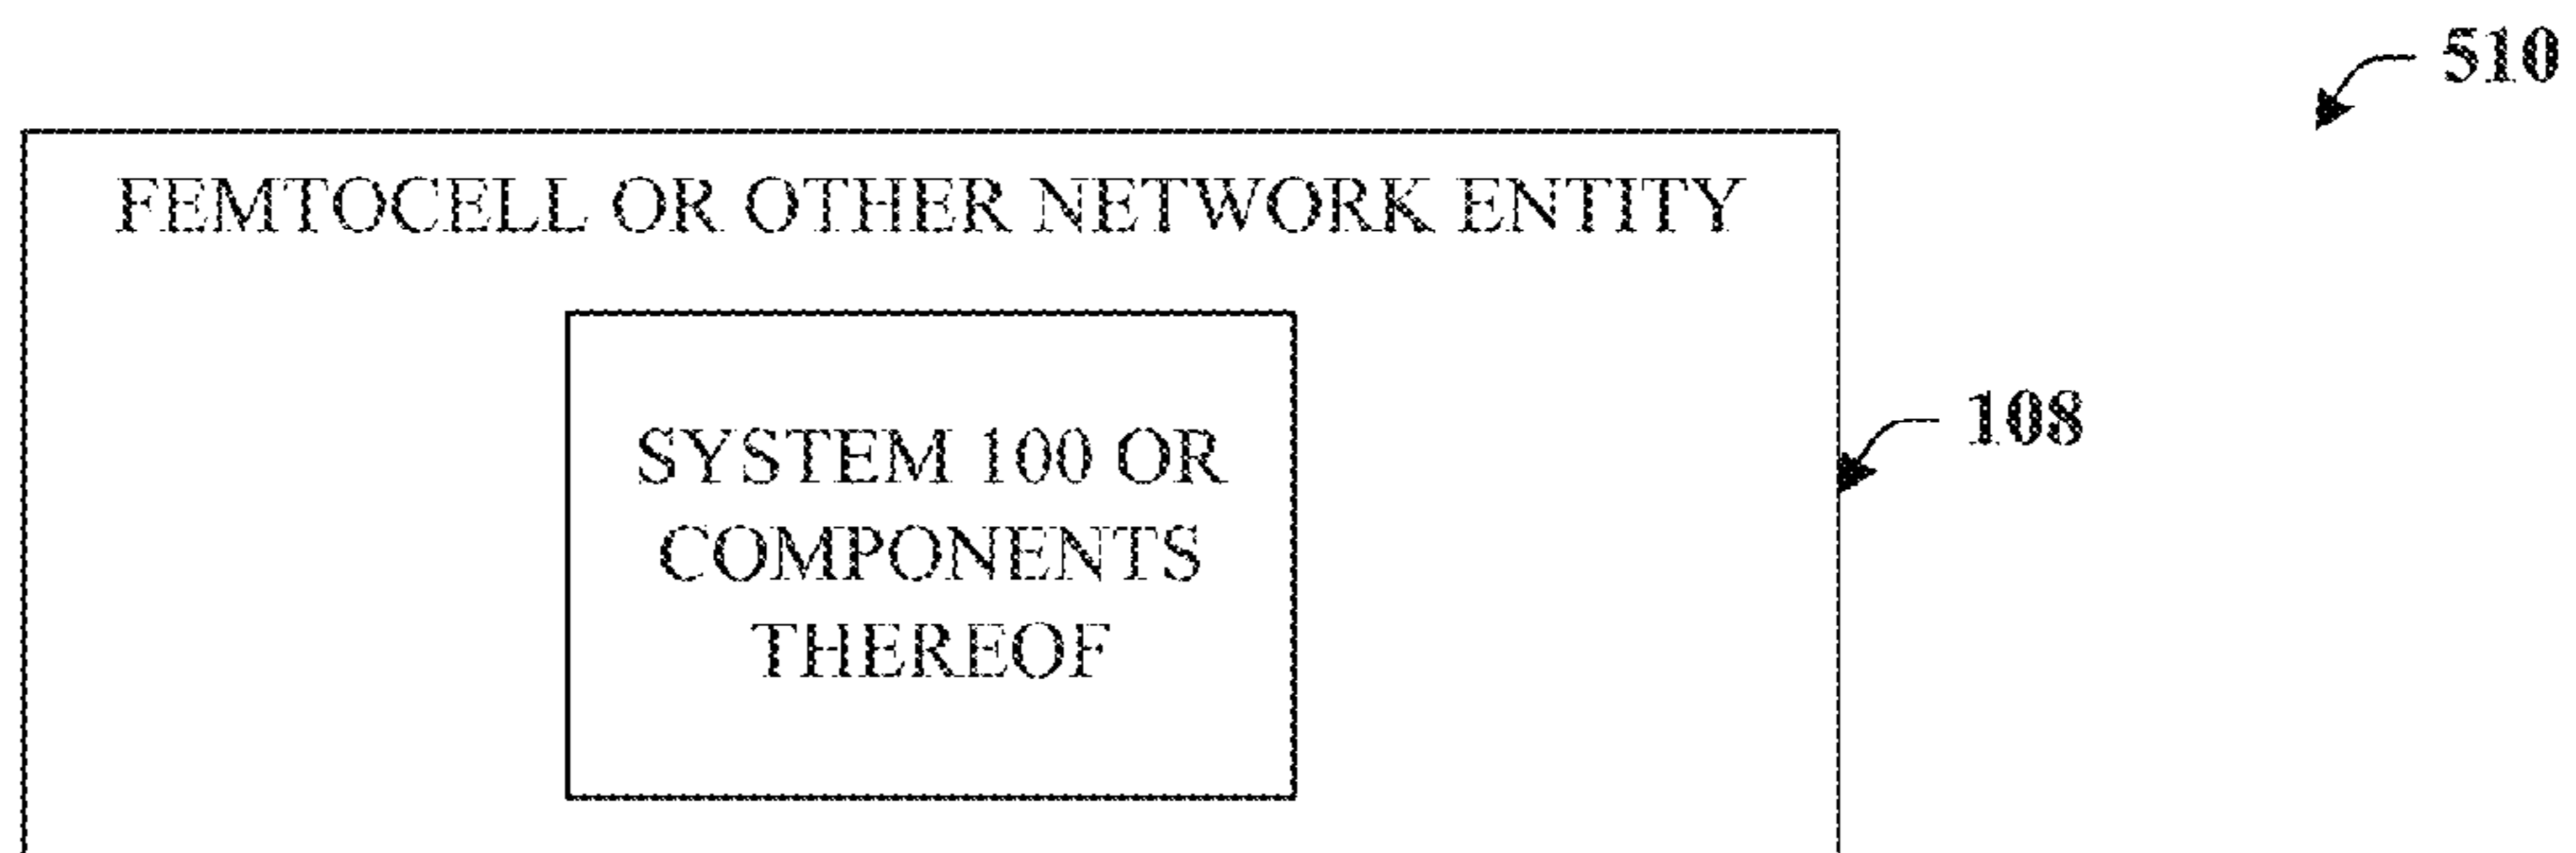 510
FEMTOCELL OR OTHER NETWORK ENTITY
108
SYSTEM 100 OR
COMPONENTS
THEREOF